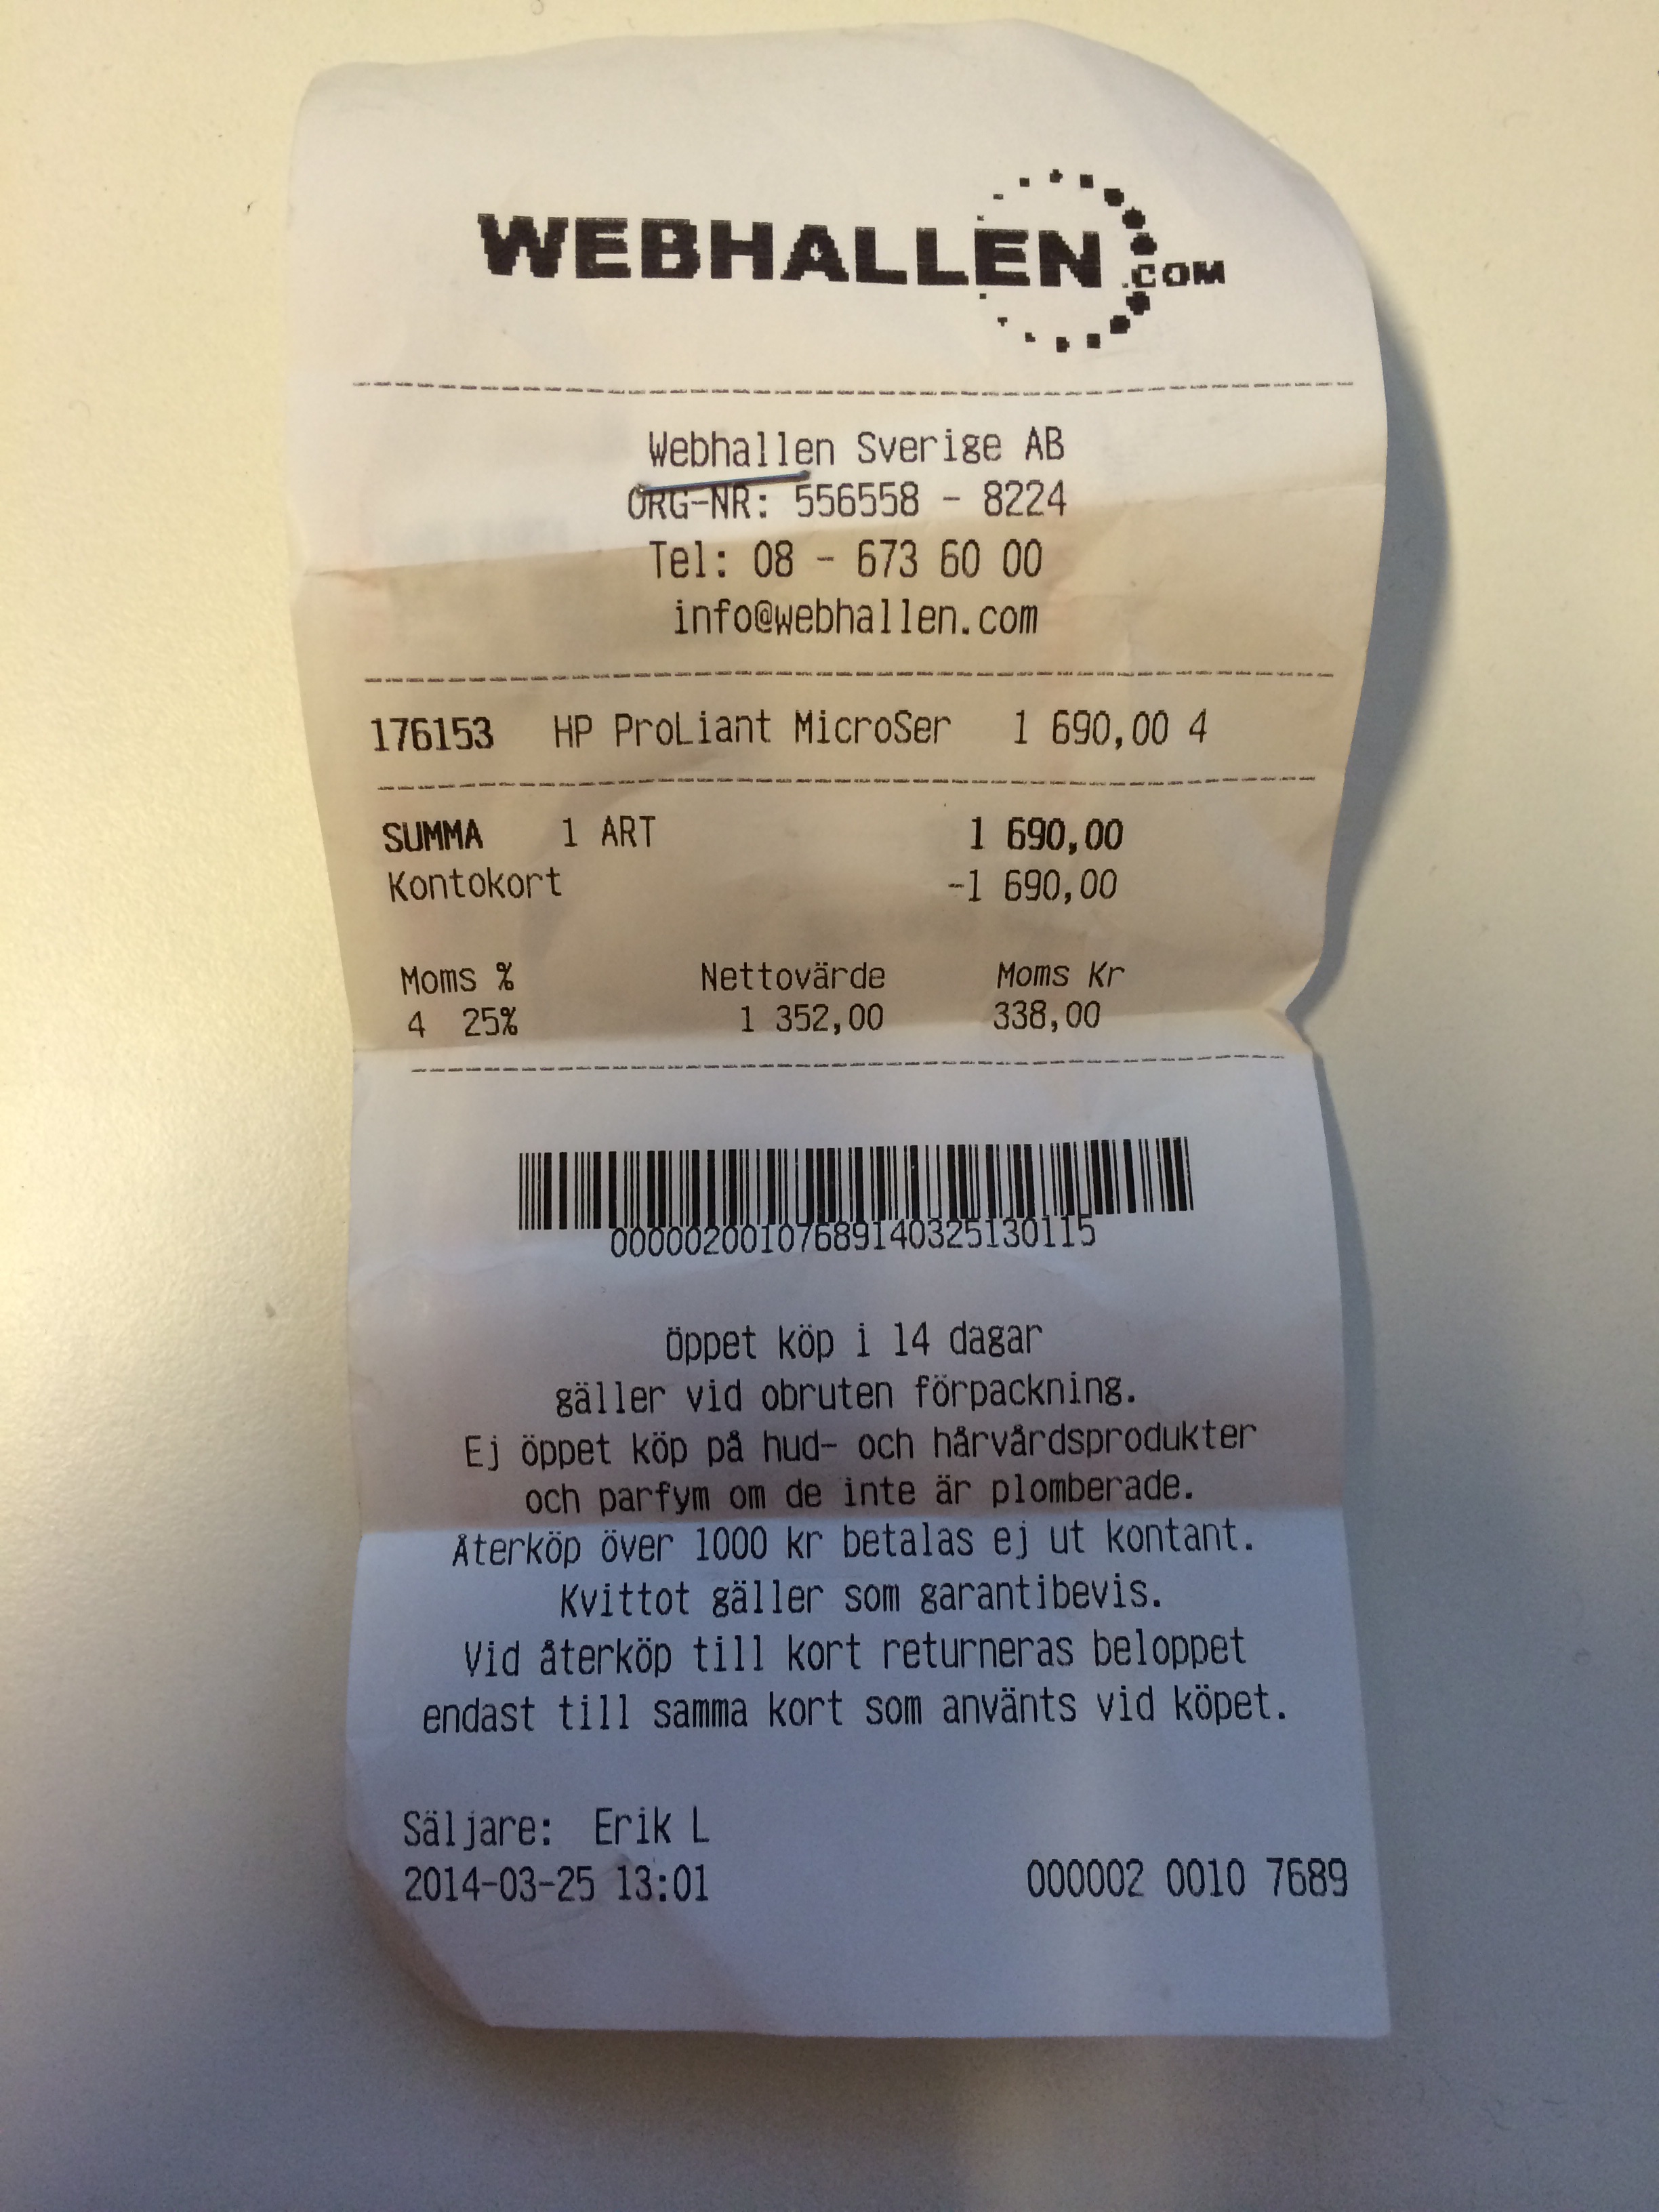 WEBHALLEN.COM
Webhallen Sverige AB
ORG-NR: 556558 - 8224
Tel: 08 - 673 60 00
info@webhallen.com
176153 HP ProLiant MicroSer 1 690,00 4
SUMMA 1 ART 1 690,00
Kontokort -1 690,00
Moms % Nettovärde Moms Kr
4 25% 1 352,00 338,00
00000200107689140325130115
Öppet köp i 14 dagar
gäller vid obruten förpackning.
Ej öppet köp på hud- och hårvårdsprodukter
och parfym om de inte är plomberade.
Återköp över 1000 kr betalas ej ut kontant.
Kvittot gäller som garantibevis.
Vid återköp till kort returneras beloppet
endast till samma kort som använts vid köpet.
Säljare: Erik L
2014-03-25 13:01 000002 0010 7689